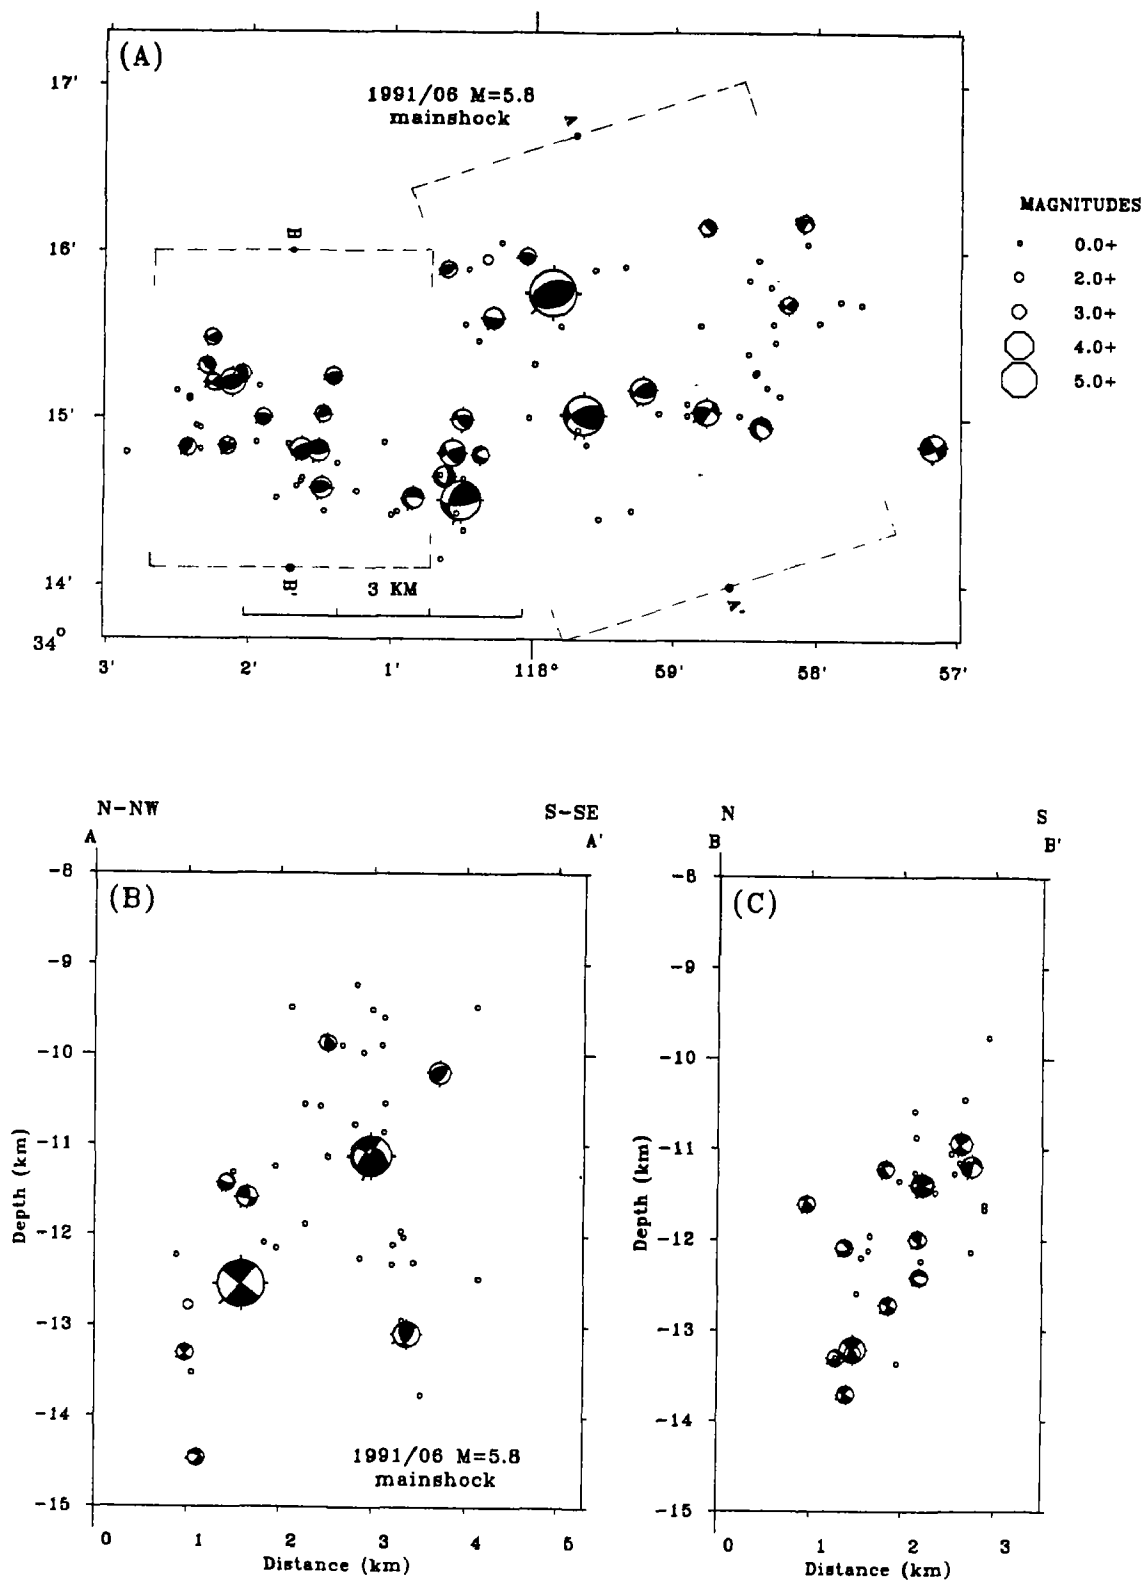 (A)
17'
1991/06 M=5.8
mainshock
A
MAGNITUDES
16'
B
0.0+
2.0+
3.0+
4.0+
5.0+
15'
14'
B'
3 KM
A'
34°
3'
2'
1'
118°
59'
58'
57'
N-NW
S-SE
A
A'
N
S
B
B'
-8
(B)
-9
-10
-11
-12
-13
-14
-15
Depth (km)
1991/06 M=5.8
mainshock
0
1
2
3
4
5
Distance (km)
-8
(C)
-9
-10
-11
-12
-13
-14
-15
Depth (km)
0
1
2
3
Distance (km)